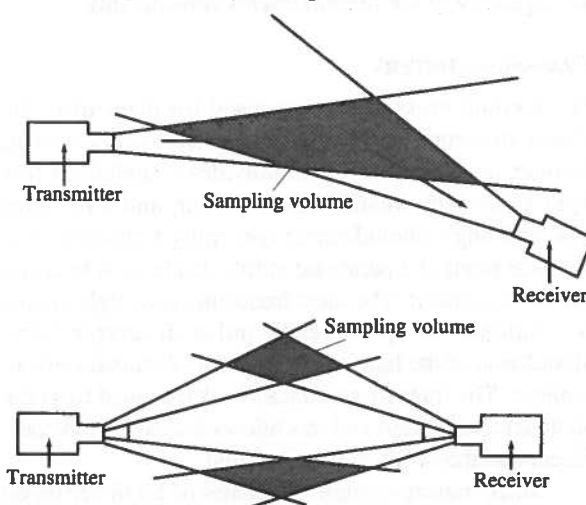 Transmitter
Sampling volume
Receiver
Sampling volume
Transmitter
Receiver